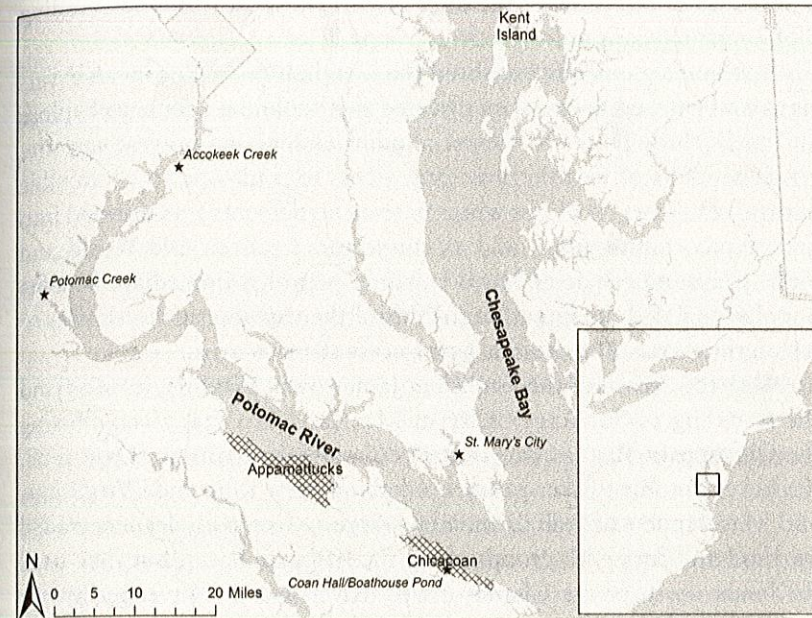 Kent
Island
Accokeek Creek
Potomac Creek
Chesapeake Bay
Potomac River
Appamatlucks
St. Mary's City
Chicacoan
Coan Hall/Boathouse Pond
N
0 5 10 20 Miles